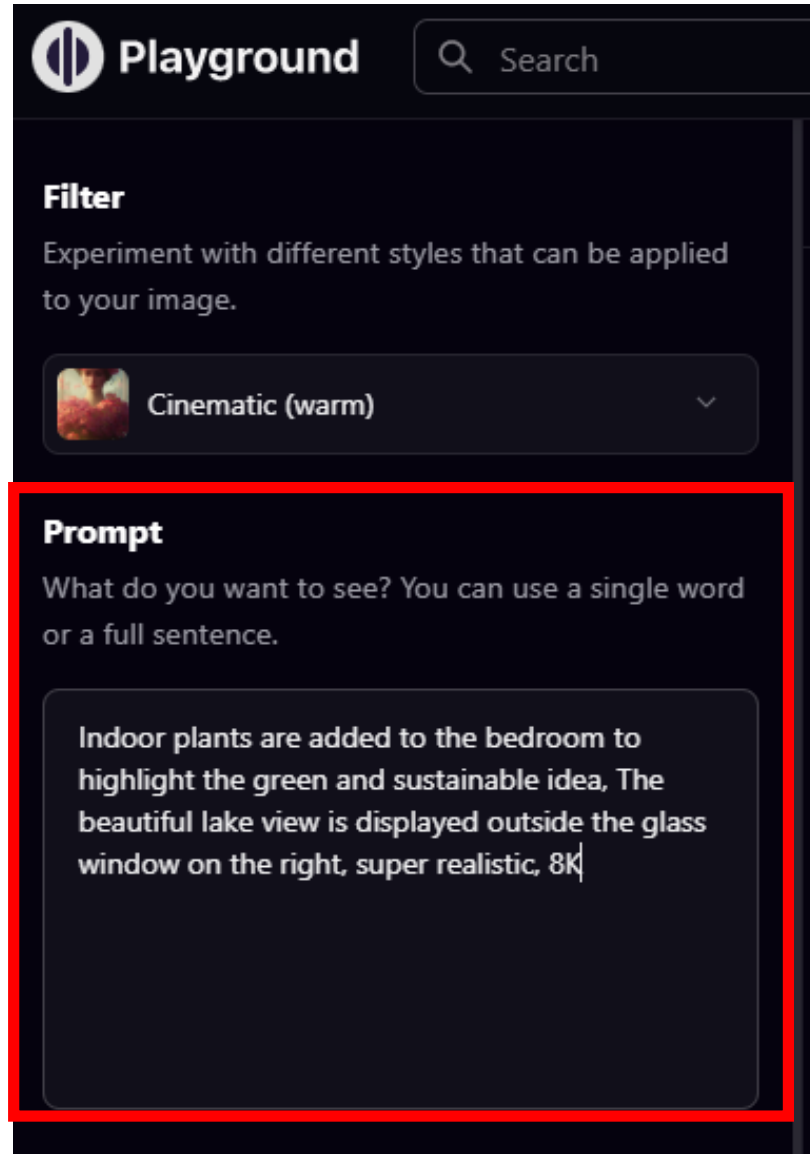 Playground
Search
Filter
Experiment with different styles that can be applied
to your image.
Cinematic (warm)
Prompt
What do you want to see? You can use a single word
or a full sentence.
Indoor plants are added to the bedroom to
highlight the green and sustainable idea, The
beautiful lake view is displayed outside the glass
window on the right, super realistic, 8K